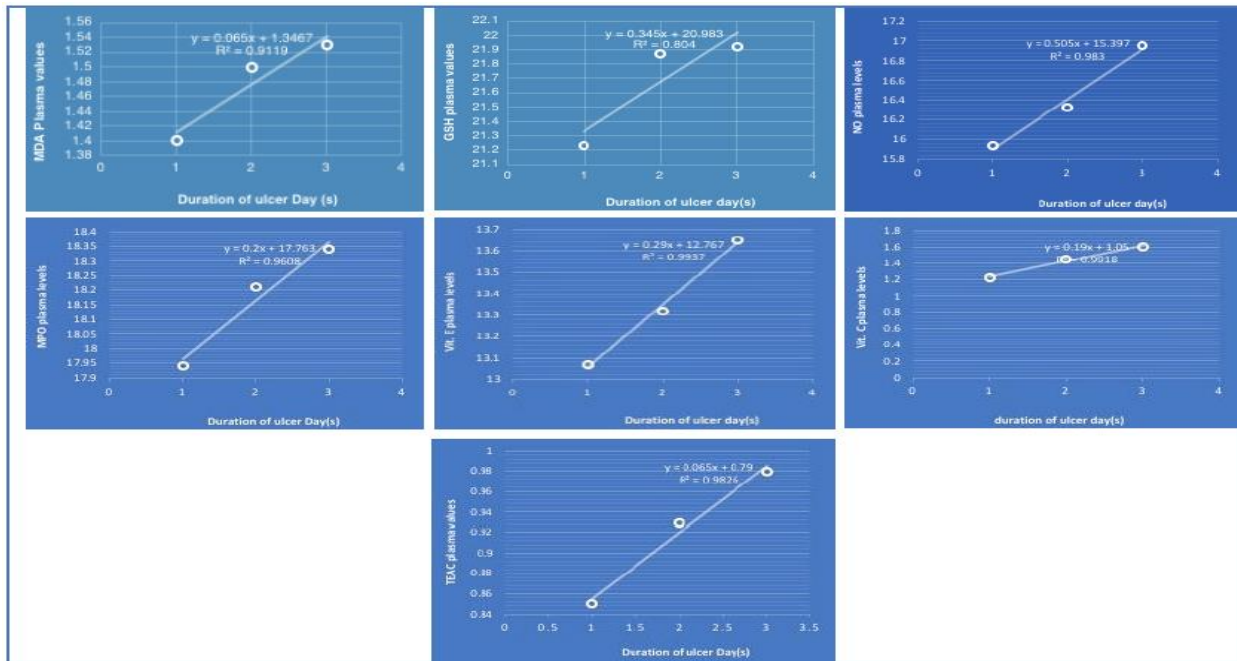 MDA Plasma values
1.56
1.54
1.52
1.5
1.48
1.46
1.44
1.42
1.4
1.38
y = 0.065x + 1.3467
R² = 0.9119
0 1 2 3 4
Duration of ulcer Day (s)
GSH plasma values
22.1
22
21.9
21.8
21.7
21.6
21.5
21.4
21.3
21.2
21.1
y = 0.345x + 20.983
R² = 0.804
0 1 2 3 4
Duration of ulcer day(s)
NO plasma levels
17.2
17
16.8
16.6
16.4
16.2
16
15.8
y = 0.505x + 15.397
R² = 0.983
0 1 2 3 4
Duration of ulcer day(s)
MPO plasma levels
18.4
18.35
18.3
18.25
18.2
18.15
18.1
18.05
18
17.95
17.9
y = 0.2x + 17.763
R² = 0.9608
0 1 2 3 4
Duration of ulcer Day(s)
Vit. E plasma levels
13.7
13.6
13.5
13.4
13.3
13.2
13.1
13
y = 0.29x + 12.767
R² = 0.9937
0 1 2 3 4
Duration of ulcer day(s)
Vit. C plasma levels
1.8
1.6
1.4
1.2
1
0.8
0.6
0.4
0.2
0
y = 0.19x + 1.05
R² = 0.9918
0 1 2 3 4
duration of ulcer day(s)
TEAC plasma values
1
0.98
0.96
0.94
0.92
0.9
0.88
0.86
0.84
y = 0.065x + 0.79
R² = 0.9826
0 0.5 1 1.5 2 2.5 3 3.5
Duration of ulcer Day(s)